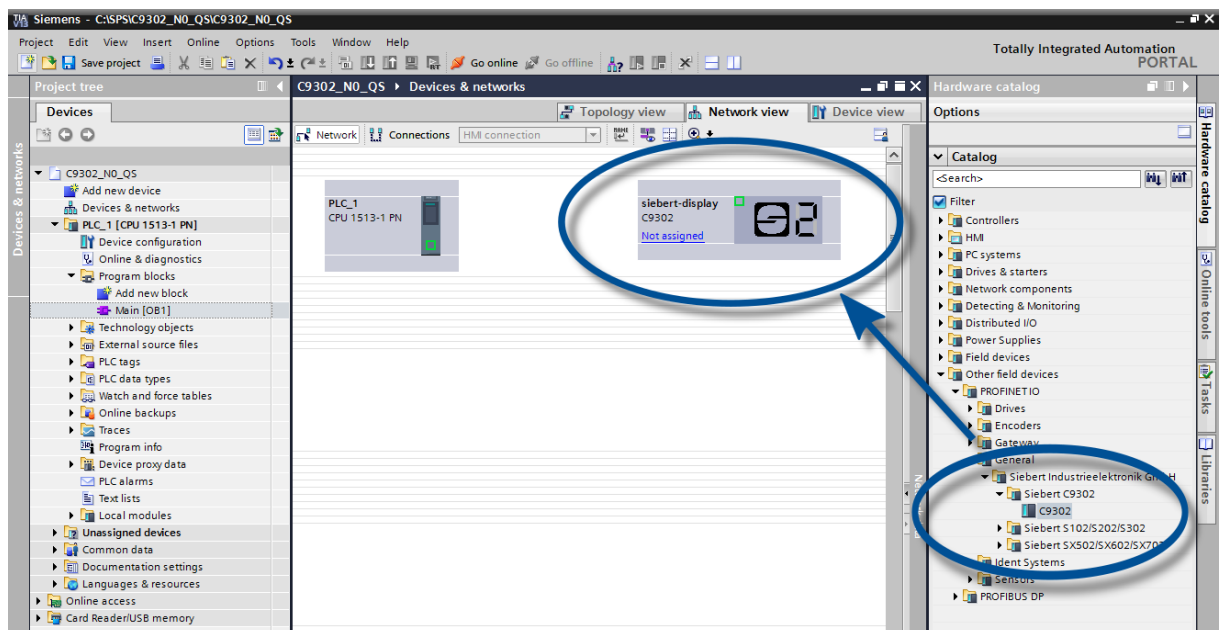 Siemens - C:\SPS\C9302_N0_QS\C9302_N0_QS
Project Edit View Insert Online Options Tools Window Help
Totally Integrated Automation
PORTAL
Save project
Go online
Go offline
Project tree
Devices
C9302_N0_QS
Add new device
Devices & networks
PLC_1 [CPU 1513-1 PN]
Device configuration
Online & diagnostics
Program blocks
Add new block
Main [OB1]
Technology objects
External source files
PLC tags
PLC data types
Watch and force tables
Online backups
Traces
Program info
Device proxy data
PLC alarms
Text lists
Local modules
Unassigned devices
Common data
Documentation settings
Languages & resources
Online access
Card Reader/USB memory
Devices & networks
C9302_N0_QS Devices & networks
Topology view
Network view
Device view
Network
Connections
HMI connection
PLC_1
CPU 1513-1 PN
siebert-display
C9302
Not assigned
Hardware catalog
Options
Catalog
<Search>
Filter
Controllers
HMI
PC systems
Drives & starters
Network components
Detecting & Monitoring
Distributed I/O
Power Supplies
Field devices
Other field devices
PROFINET IO
Drives
Encoders
Gateway
General
Siebert Industrieelektronik GmbH
Siebert C9302
C9302
Siebert S102/S202/S302
Siebert SX502/SX602/SX702
Ident Systems
Sensors
PROFIBUS DP
Hardware catalog
Online tools
Tasks
Libraries